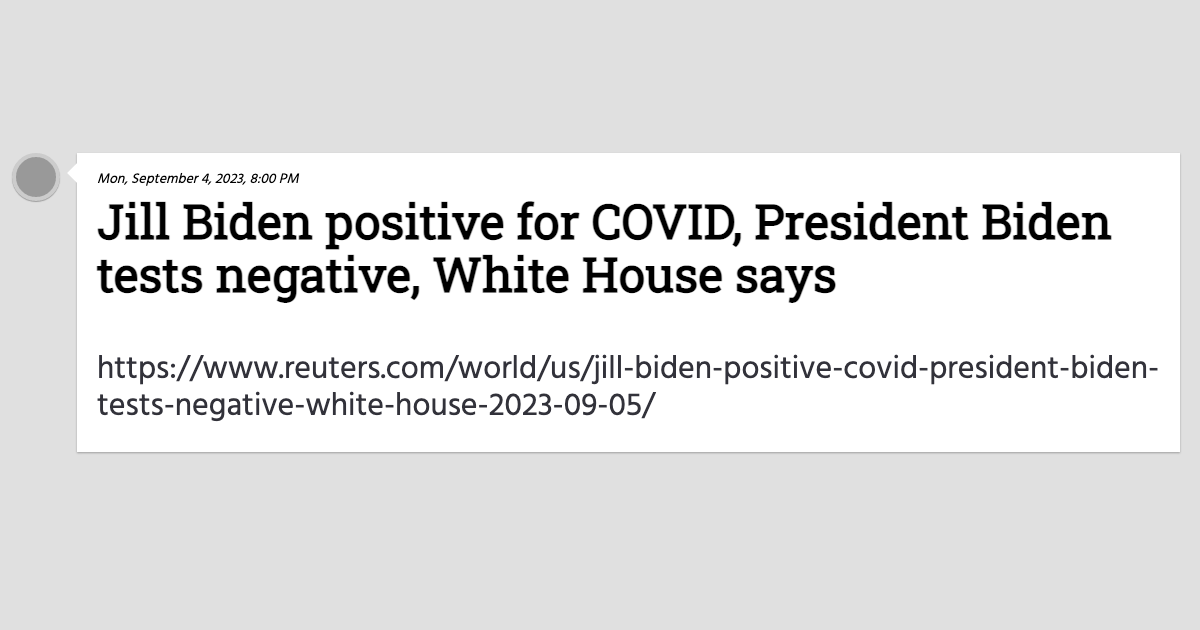 Mon, September 4, 2023, 8:00 PM
Jill Biden positive for COVID, President Biden
tests negative, White House says
https://www.reuters.com/world/us/jill-biden-positive-covid-president-biden-
tests-negative-white-house-2023-09-05/